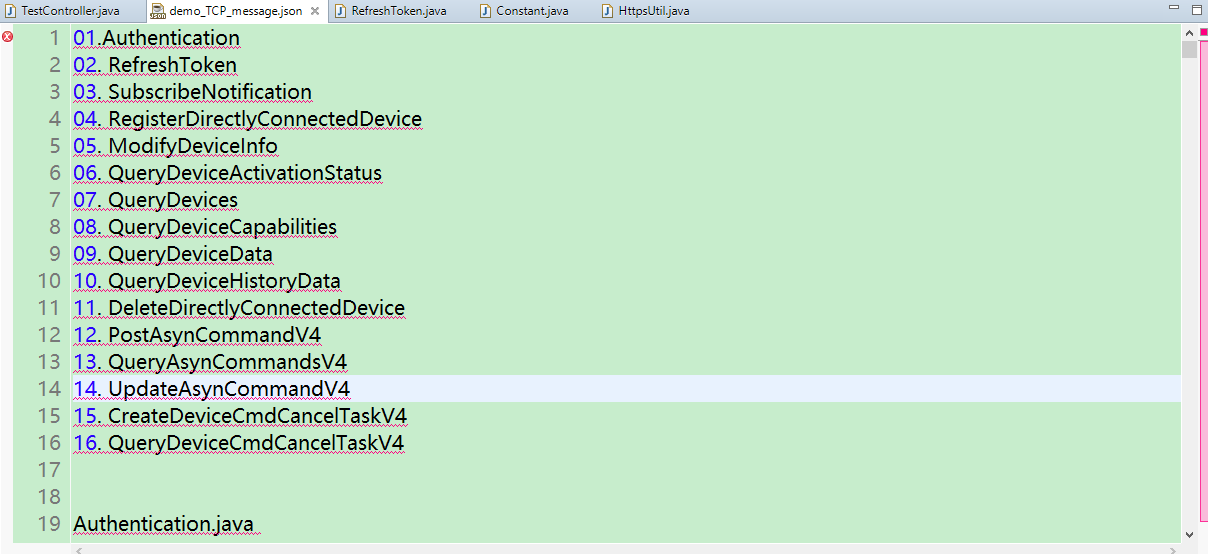 TestController.java demo_TCP_message.json RefreshToken.java Constant.java HttpsUtil.java
1 01.Authentication
2 02. RefreshToken
3 03. SubscribeNotification
4 04. RegisterDirectlyConnectedDevice
5 05. ModifyDeviceInfo
6 06. QueryDeviceActivationStatus
7 07. QueryDevices
8 08. QueryDeviceCapabilities
9 09. QueryDeviceData
10 10. QueryDeviceHistoryData
11 11. DeleteDirectlyConnectedDevice
12 12. PostAsynCommandV4
13 13. QueryAsynCommandsV4
14 14. UpdateAsynCommandV4
15 15. CreateDeviceCmdCancelTaskV4
16 16. QueryDeviceCmdCancelTaskV4
17
18
19 Authentication.java